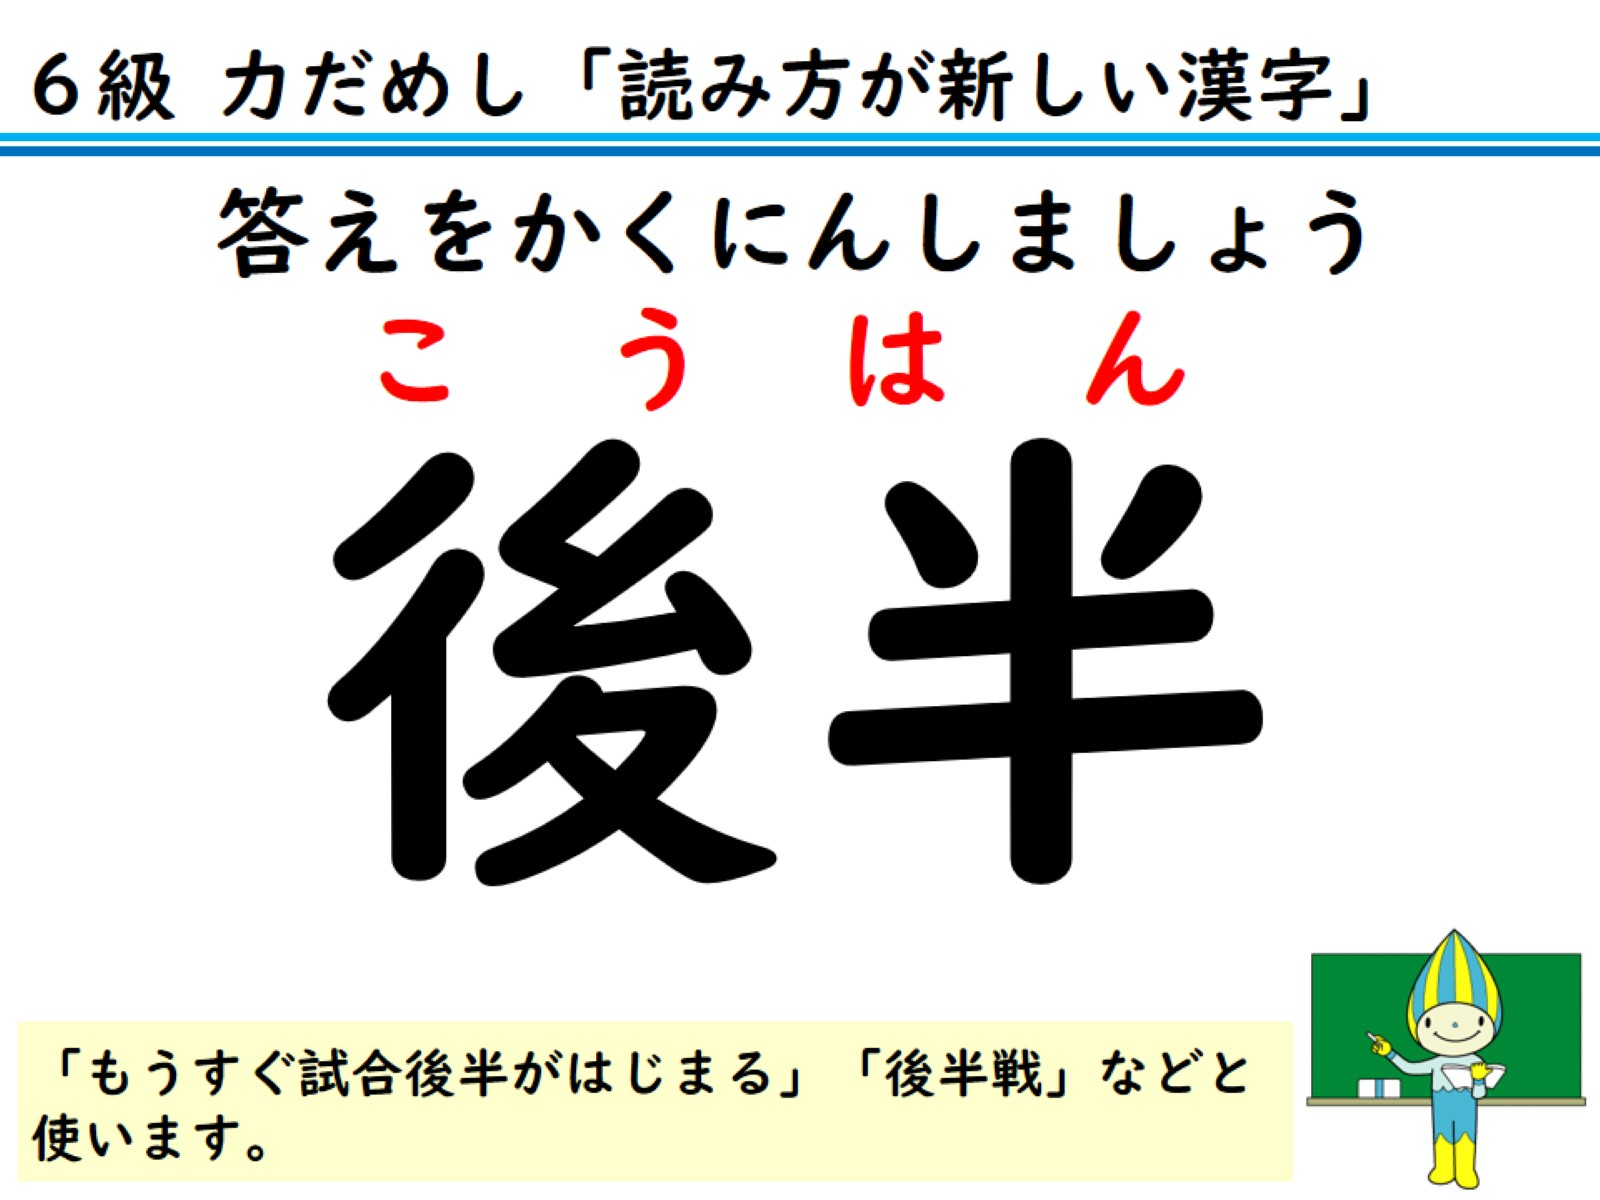 ６級 力だめし「読み方が新しい漢字」
答えをかくにんしましょう
こうはん
後半
「もうすぐ試合後半がはじまる」「後半戦」などと
使います。